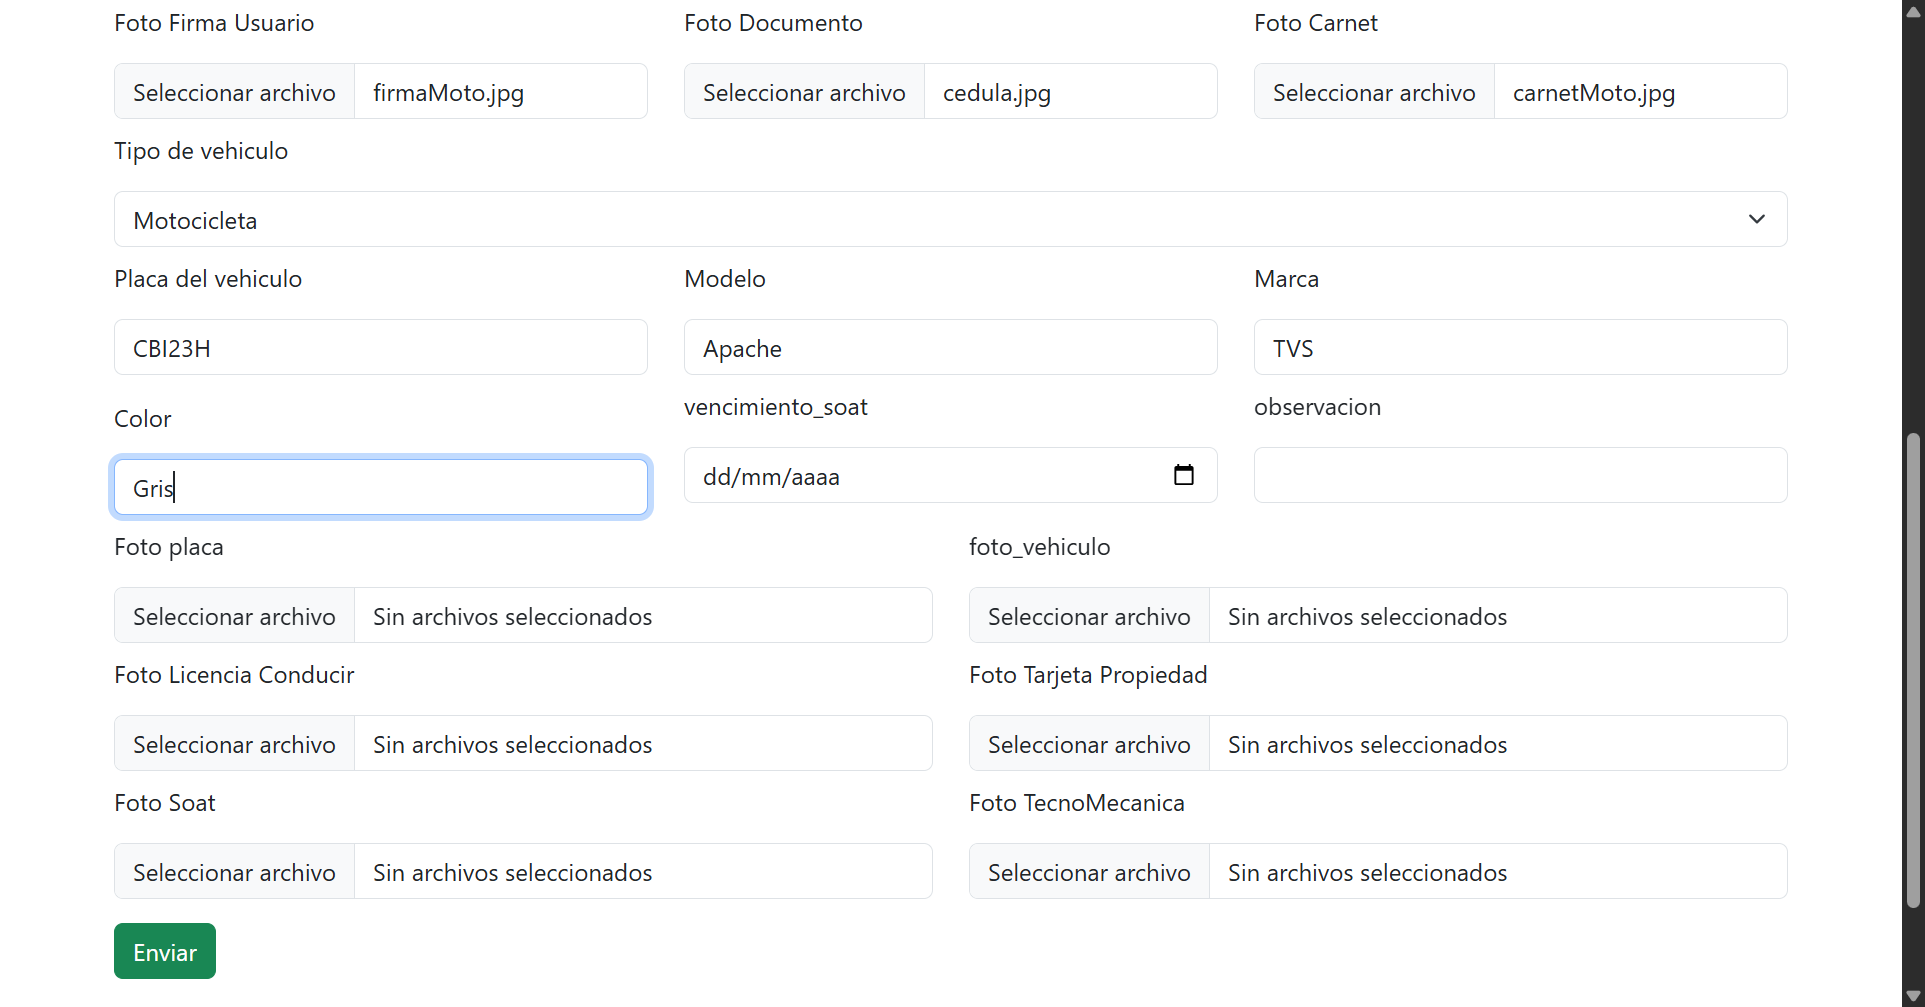 Foto Firma Usuario
Foto Documento
Foto Carnet
Seleccionar archivo firmaMoto.jpg
Seleccionar archivo cedula.jpg
Seleccionar archivo carnetMoto.jpg
Tipo de vehiculo
Motocicleta
Placa del vehiculo
Modelo
Marca
CBI23H
Apache
TVS
Color
vencimiento_soat
observacion
Gris
dd/mm/aaaa
Foto placa
foto_vehiculo
Seleccionar archivo Sin archivos seleccionados
Seleccionar archivo Sin archivos seleccionados
Foto Licencia Conducir
Foto Tarjeta Propiedad
Seleccionar archivo Sin archivos seleccionados
Seleccionar archivo Sin archivos seleccionados
Foto Soat
Foto TecnoMecanica
Seleccionar archivo Sin archivos seleccionados
Seleccionar archivo Sin archivos seleccionados
Enviar